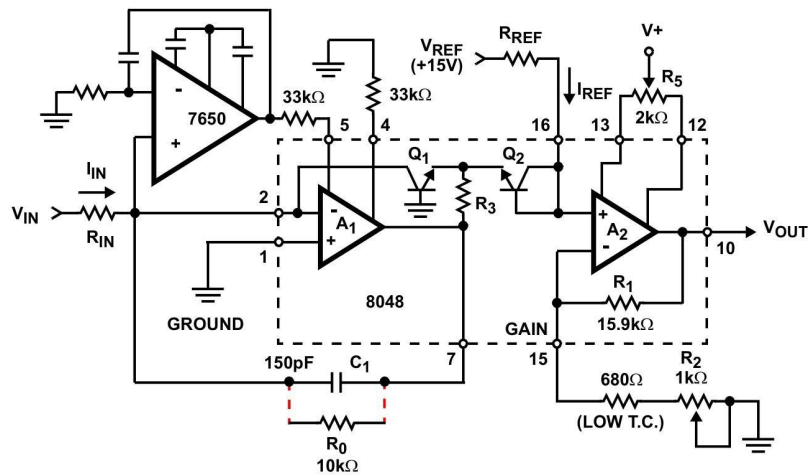 V+
VREF
(+15V)
RREF
R5
2kΩ
-
7650
+
33kΩ
33kΩ
IREF
5
4
16
13
12
IIN
Q1
Q2
VIN
RIN
2
-
A1
+
R3
+
A2
-
VOUT
10
1
R1
15.9kΩ
GROUND
8048
GAIN
7
15
150pF
C1
R2
680Ω
1kΩ
(LOW T.C.)
R0
10kΩ